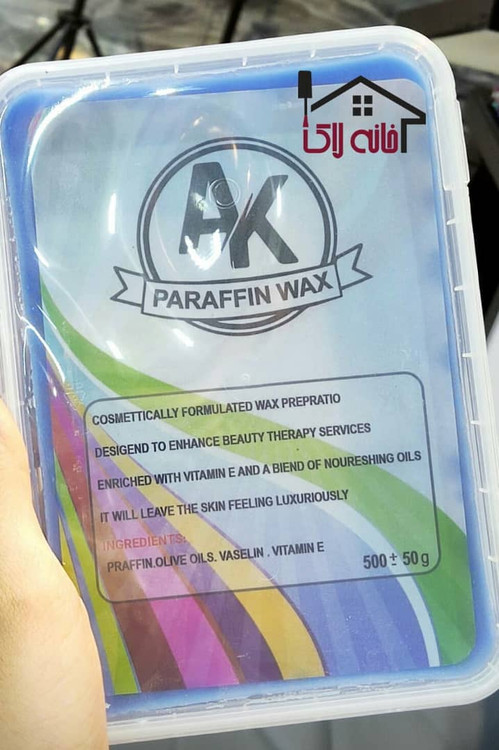 خانه لاک
AK
PARAFFIN WAX
COSMETTICALLY FORMULATED WAX PREPRATIO
DESIGEND TO ENHANCE BEAUTY THERAPY SERVICES
ENRICHED WITH VITAMIN E AND A BIEND OF NOURESHING OILS
IT WILL LEAVE THE SKIN FEELING LUXURIOUSLY
INGREDIENTS:
PRAFFIN.OLIVE OILS. VASELIN . VITAMIN E
500 ± 50 g